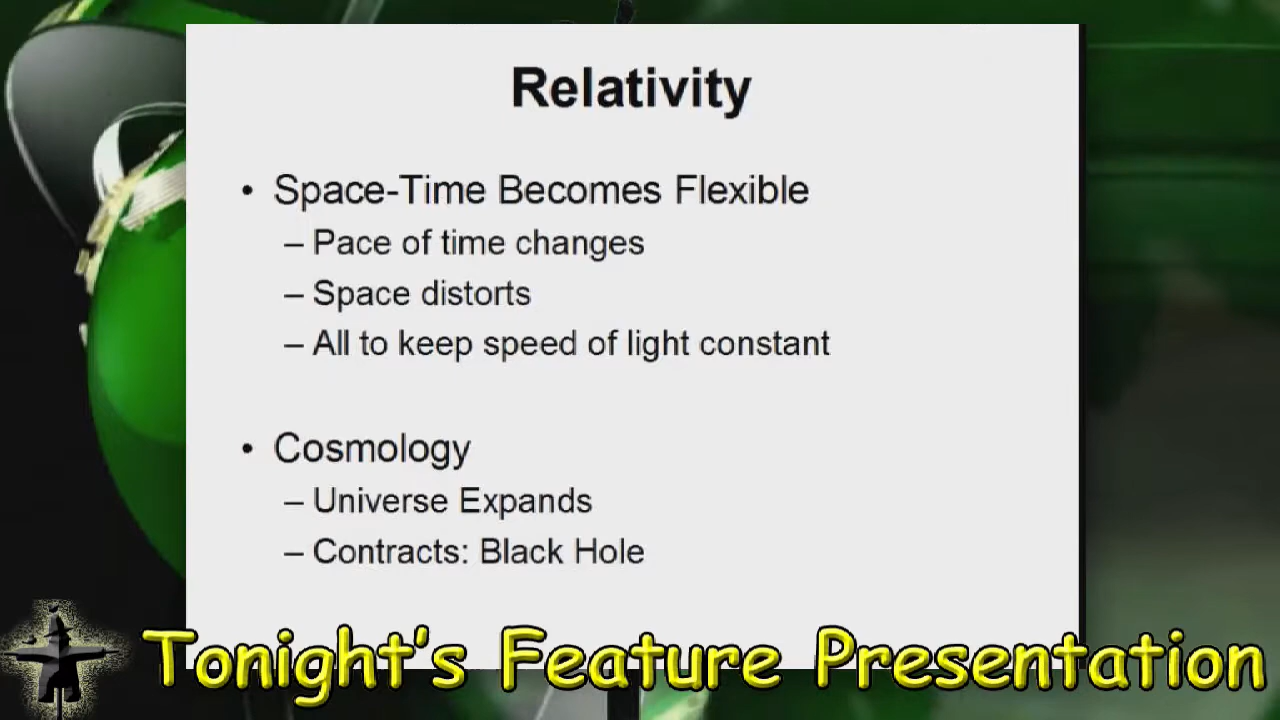 Relativity
• Space-Time Becomes Flexible
– Pace of time changes
– Space distorts
– All to keep speed of light constant
• Cosmology
– Universe Expands
– Contracts: Black Hole
Tonight's Feature Presentation